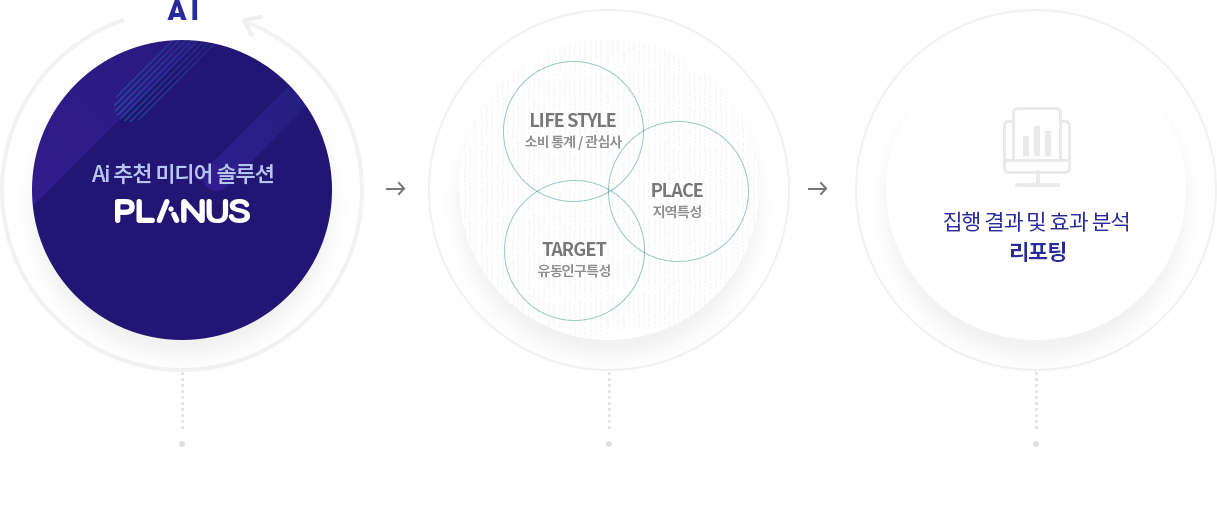 AI
Ai 추천 미디어 솔루션
PLANUS
LIFE STYLE
소비 통계 / 관심사
PLACE
지역특성
TARGET
유동인구특성
집행 결과 및 효과 분석
리포팅